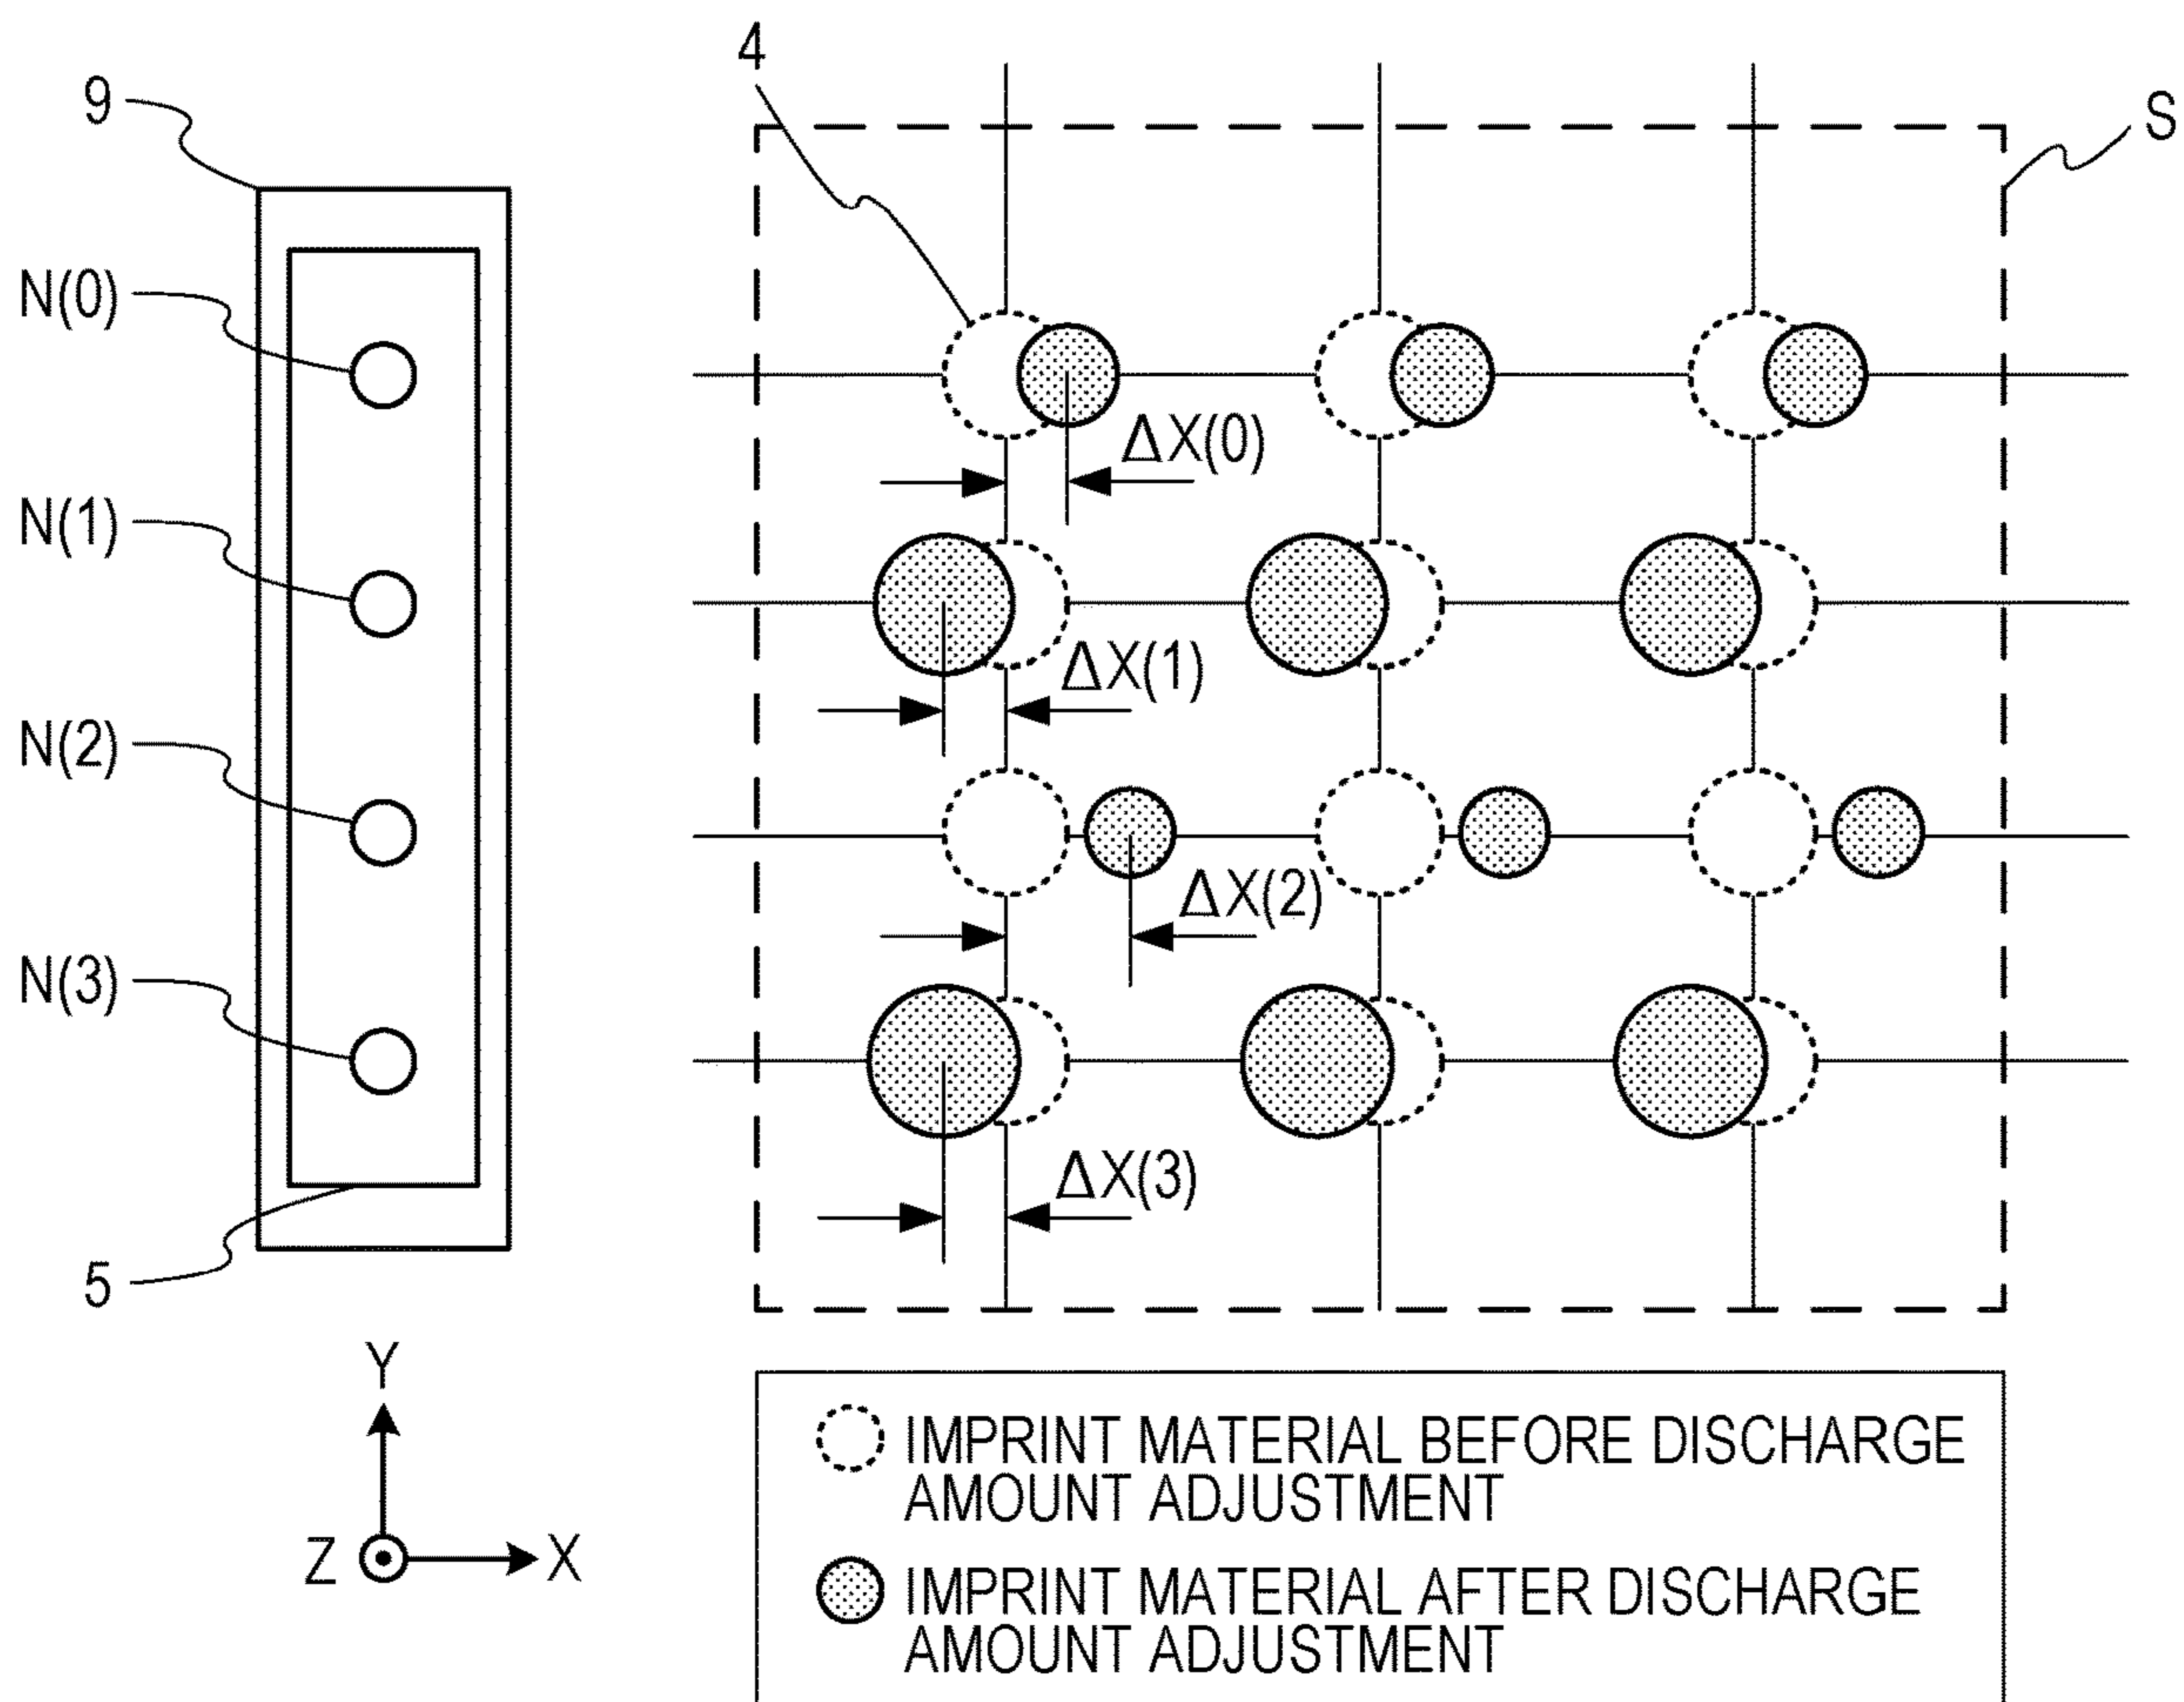 4
9
S
N(0)
ΔX(0)
N(1)
ΔX(1)
N(2)
ΔX(2)
N(3)
ΔX(3)
5
Y
Z
X
IMPRINT MATERIAL BEFORE DISCHARGE
AMOUNT ADJUSTMENT
IMPRINT MATERIAL AFTER DISCHARGE
AMOUNT ADJUSTMENT